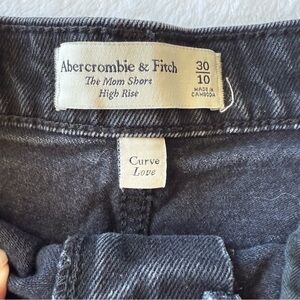 Abercrombie & Fitch
The Mom Short
High Rise
30
10
MADE IN
CAMBODIA
Curve
Love